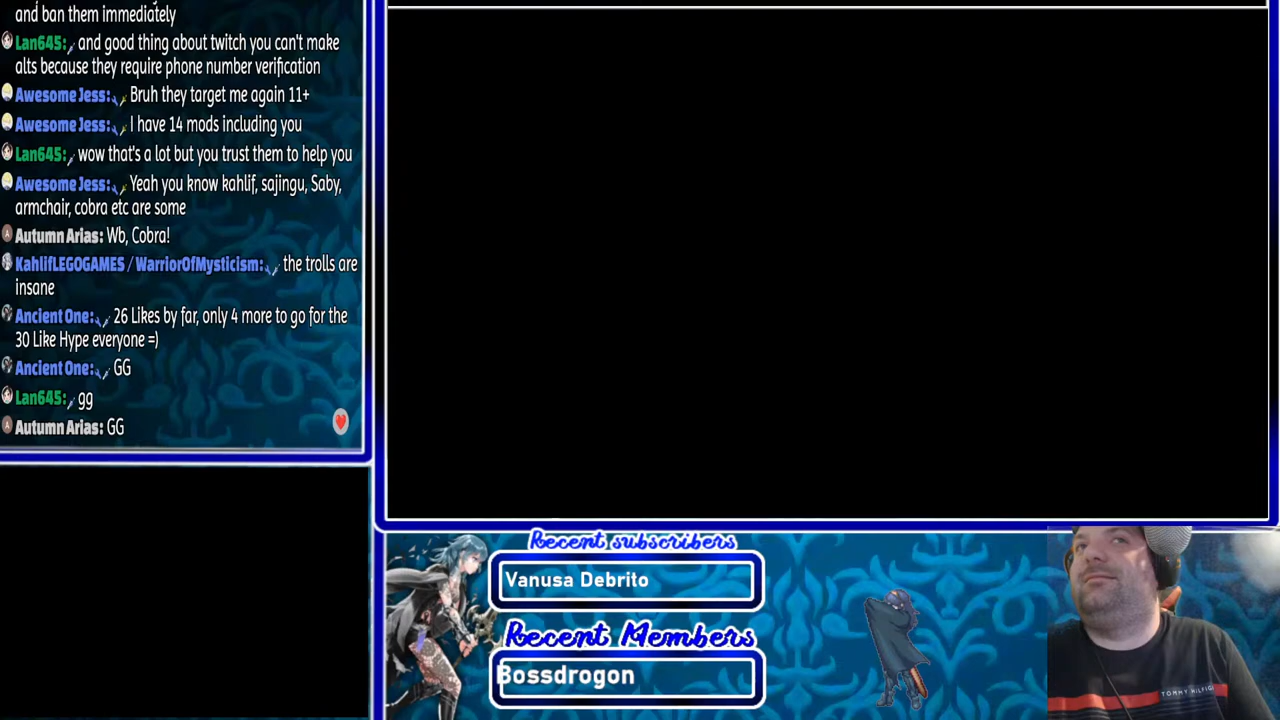 and ban them immediately
Lan645: and good thing about twitch you can't make
alts because they require phone number verification
Awesome Jess: Bruh they target me again 11+
Awesome Jess: I have 14 mods including you
Lan645: wow that's a lot but you trust them to help you
Awesome Jess: Yeah you know kahlif, sajingu, Saby,
armchair, cobra etc are some
Autumn Arias: Wb, Cobra!
KahlifLEGOGAMES / WarriorOfMysticism: the trolls are
insane
Ancient One: 26 Likes by far, only 4 more to go for the
30 Like Hype everyone =)
Ancient One: GG
Lan645: gg
Autumn Arias: GG
Recent subscribers
Vanusa Debrito
Recent Members
Bossdrogon
TOMMY HILFIGER